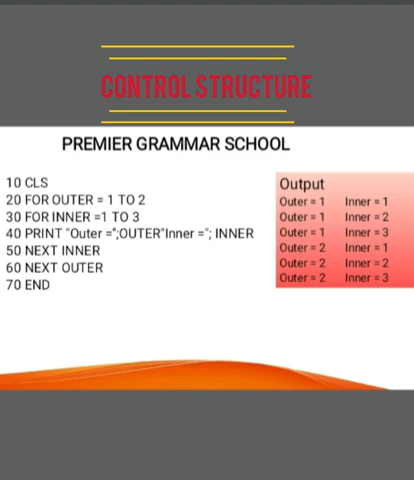 CONTROL STRUCTURE
PREMIER GRAMMAR SCHOOL
10 CLS
20 FOR OUTER = 1 TO 2
30 FOR INNER =1 TO 3
40 PRINT "Outer =";OUTER"Inner ="; INNER
50 NEXT INNER
60 NEXT OUTER
70 END
Output
Outer = 1 Inner = 1
Outer = 1 Inner = 2
Outer = 1 Inner = 3
Outer = 2 Inner = 1
Outer = 2 Inner = 2
Outer = 2 Inner = 3